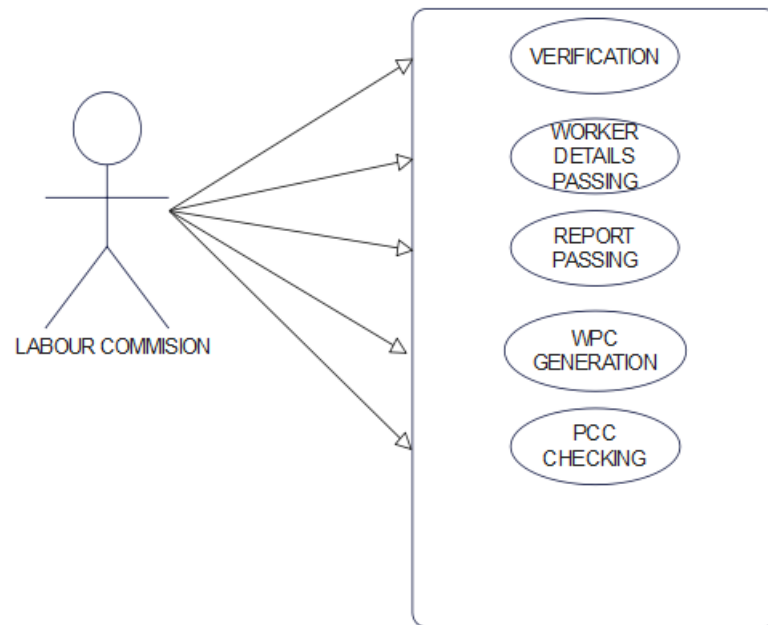 VERIFICATION
WORKER
DETAILS
PASSING
REPORT
PASSING
LABOUR COMMISION
WPC
GENERATION
PCC
CHECKING